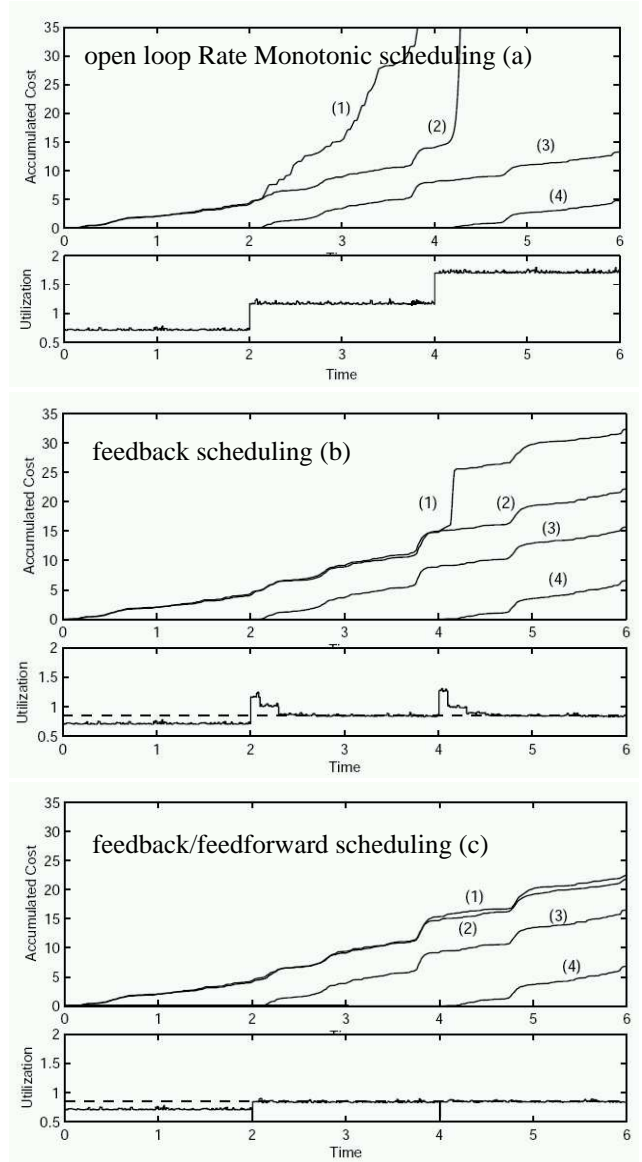 35
open loop Rate Monotonic scheduling (a)
30
25
20
15
10
5
0
Accumulated Cost
(1)
(2)
(3)
(4)
0 1 2 3 4 5 6
2
1.5
1
0.5
Utilization
0 1 2 3 4 5 6
Time
35
30
feedback scheduling (b)
25
20
15
10
5
0
Accumulated Cost
(1)
(2)
(3)
(4)
0 1 2 3 4 5 6
2
1.5
1
0.5
Utilization
0 1 2 3 4 5 6
Time
35
30
feedback/feedforward scheduling (c)
25
20
15
10
5
0
Accumulated Cost
(1)
(2)
(3)
(4)
0 1 2 3 4 5 6
2
1.5
1
0.5
Utilization
0 1 2 3 4 5 6
Time